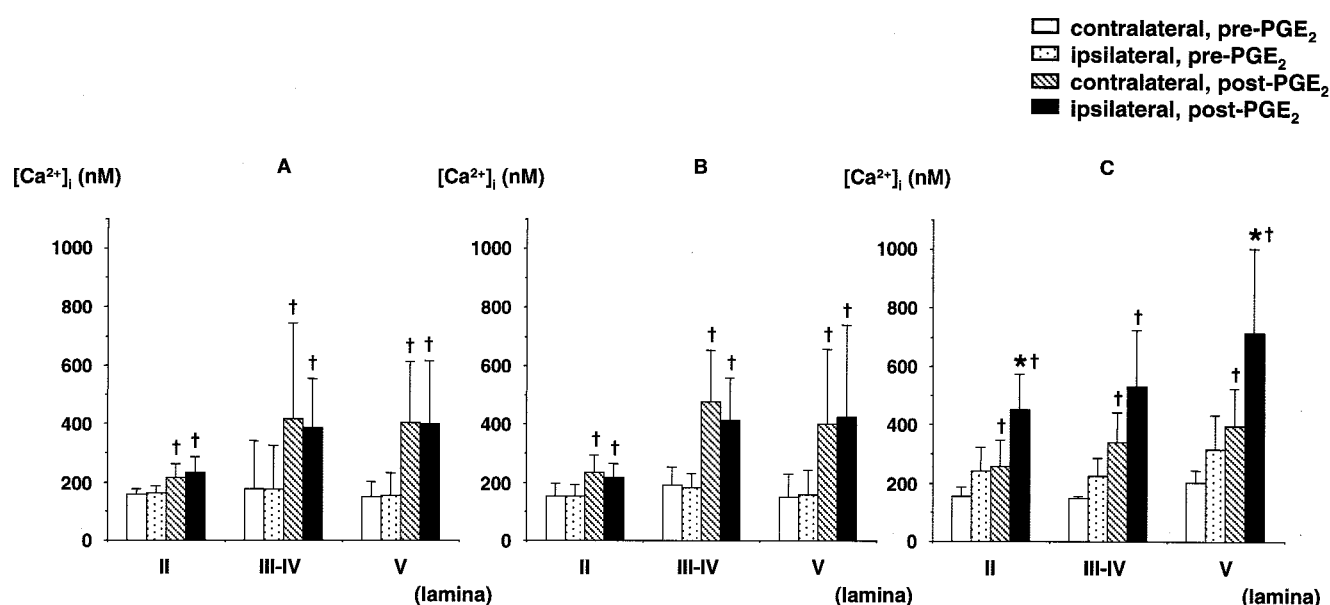 contralateral, pre-PGE₂
ipsilateral, pre-PGE₂
contralateral, post-PGE₂
ipsilateral, post-PGE₂
[Ca²⁺]ᵢ (nM)
A
1000
800
600
400
200
0
† † † † † †
II III-IV V
(lamina)
[Ca²⁺]ᵢ (nM)
B
1000
800
600
400
200
0
† † † † † †
II III-IV V
(lamina)
[Ca²⁺]ᵢ (nM)
C
1000
800
600
400
200
0
† *† † † † *†
II III-IV V
(lamina)